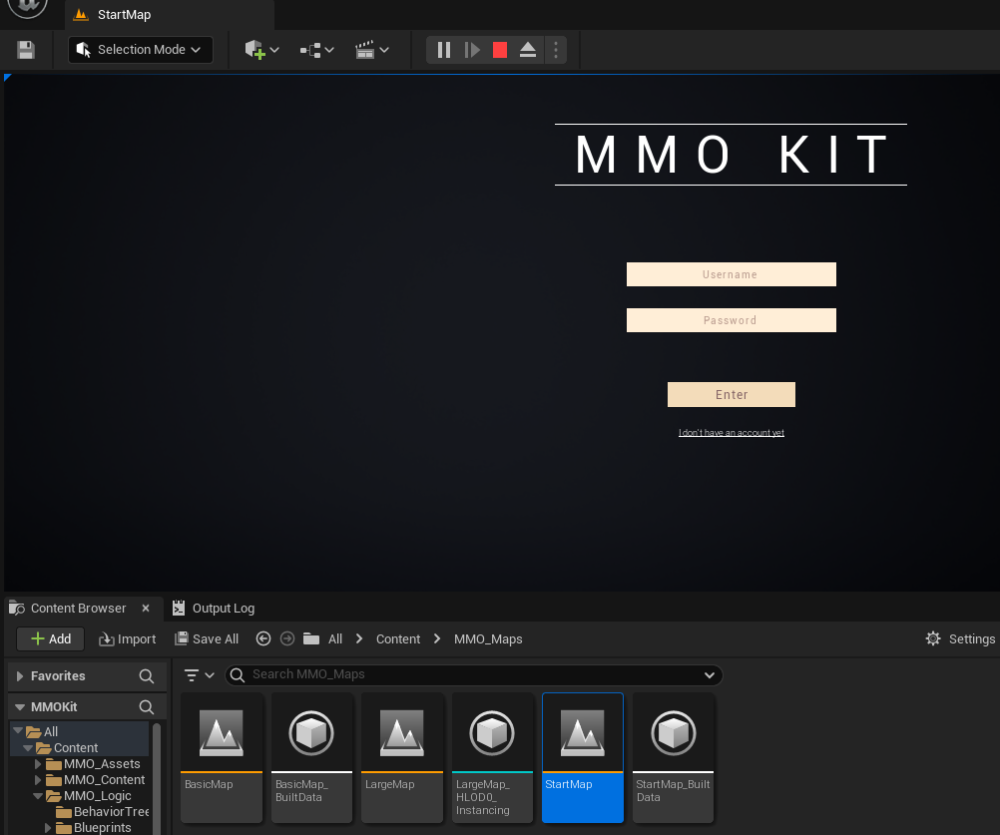 StartMap
Selection Mode
MMO KIT
Username
Password
Enter
I don't have an account yet
Content Browser
Output Log
Add
Import
Save All
All
Content
MMO_Maps
Settings
Favorites
Search MMO_Maps
MMOKit
All
Content
MMO_Assets
MMO_Content
MMO_Logic
BehaviorTree
Blueprints
BasicMap
BasicMap_
BuiltData
LargeMap
LargeMap_
HLOD0_
Instancing
StartMap
StartMap_Built
Data